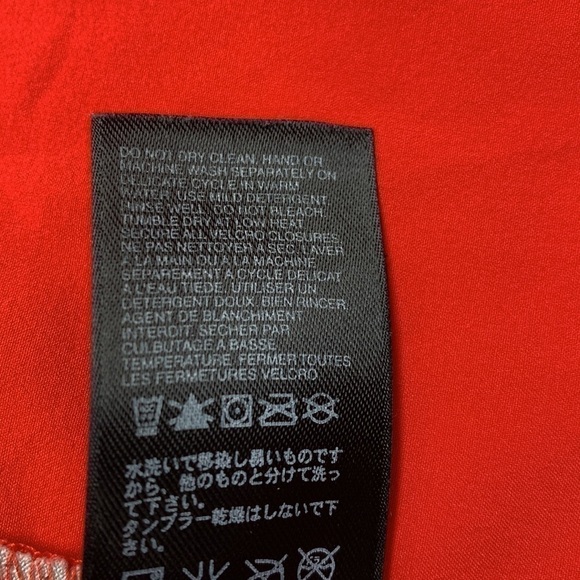 DO NOT DRY CLEAN, HAND OR
MACHINE WASH SEPARATELY ON
DELICATE CYCLE IN WARM
WATER, USE MILD DETERGENT
RINSE WELL, DO NOT BLEACH,
TUMBLE DRY AT LOW HEAT
SECURE ALL VELCRO CLOSURES.
NE PAS NETTOYER À SEC, LAVER
À LA MAIN OU À LA MACHINE
SÉPAREMENT À CYCLE DELICAT
À L'EAU TIEDE, UTILISER UN
DETERGENT DOUX, BIEN RINCER,
AGENT DE BLANCHIMENT
INTERDIT. SECHER PAR
CULBUTAGE À BASSE
TEMPÉRATURE, FERMER TOUTES
LES FERMETURES VELCRO.
水洗いで移染し易いものです
から、他のものと分けて洗っ
て下さい。
タンブラー乾燥はしないで下
さい。